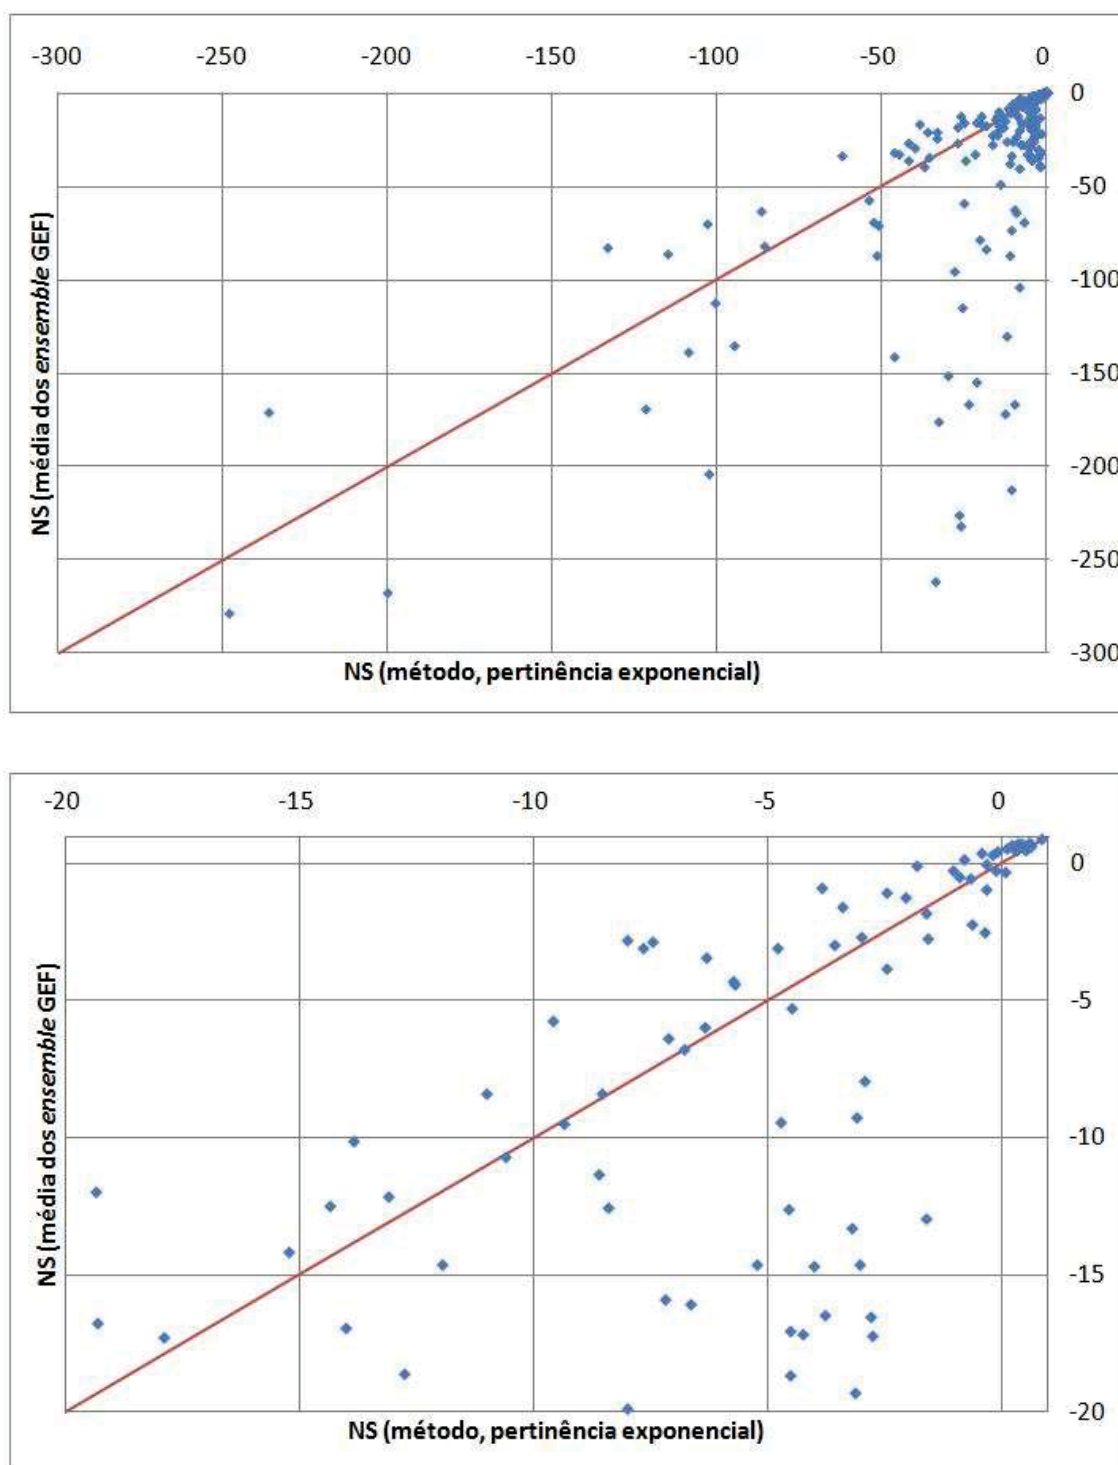 -300 -250 -200 -150 -100 -50 0
0
-50
-100
-150
-200
-250
-300
NS (média dos ensemble GEF)
NS (método, pertinência exponencial)
-20 -15 -10 -5 0
0
-5
-10
-15
-20
NS (média dos ensemble GEF)
NS (método, pertinência exponencial)